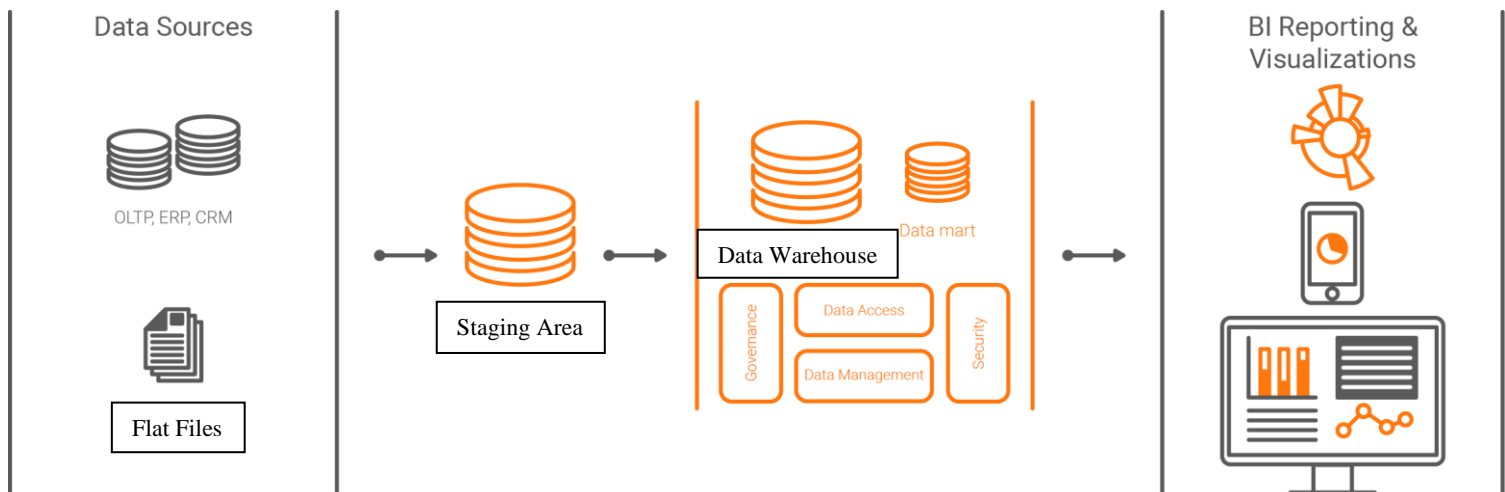 Data Sources
OLTP, ERP, CRM
Flat Files
Staging Area
Data mart
Data Warehouse
Governance
Data Access
Data Management
Security
BI Reporting &
Visualizations